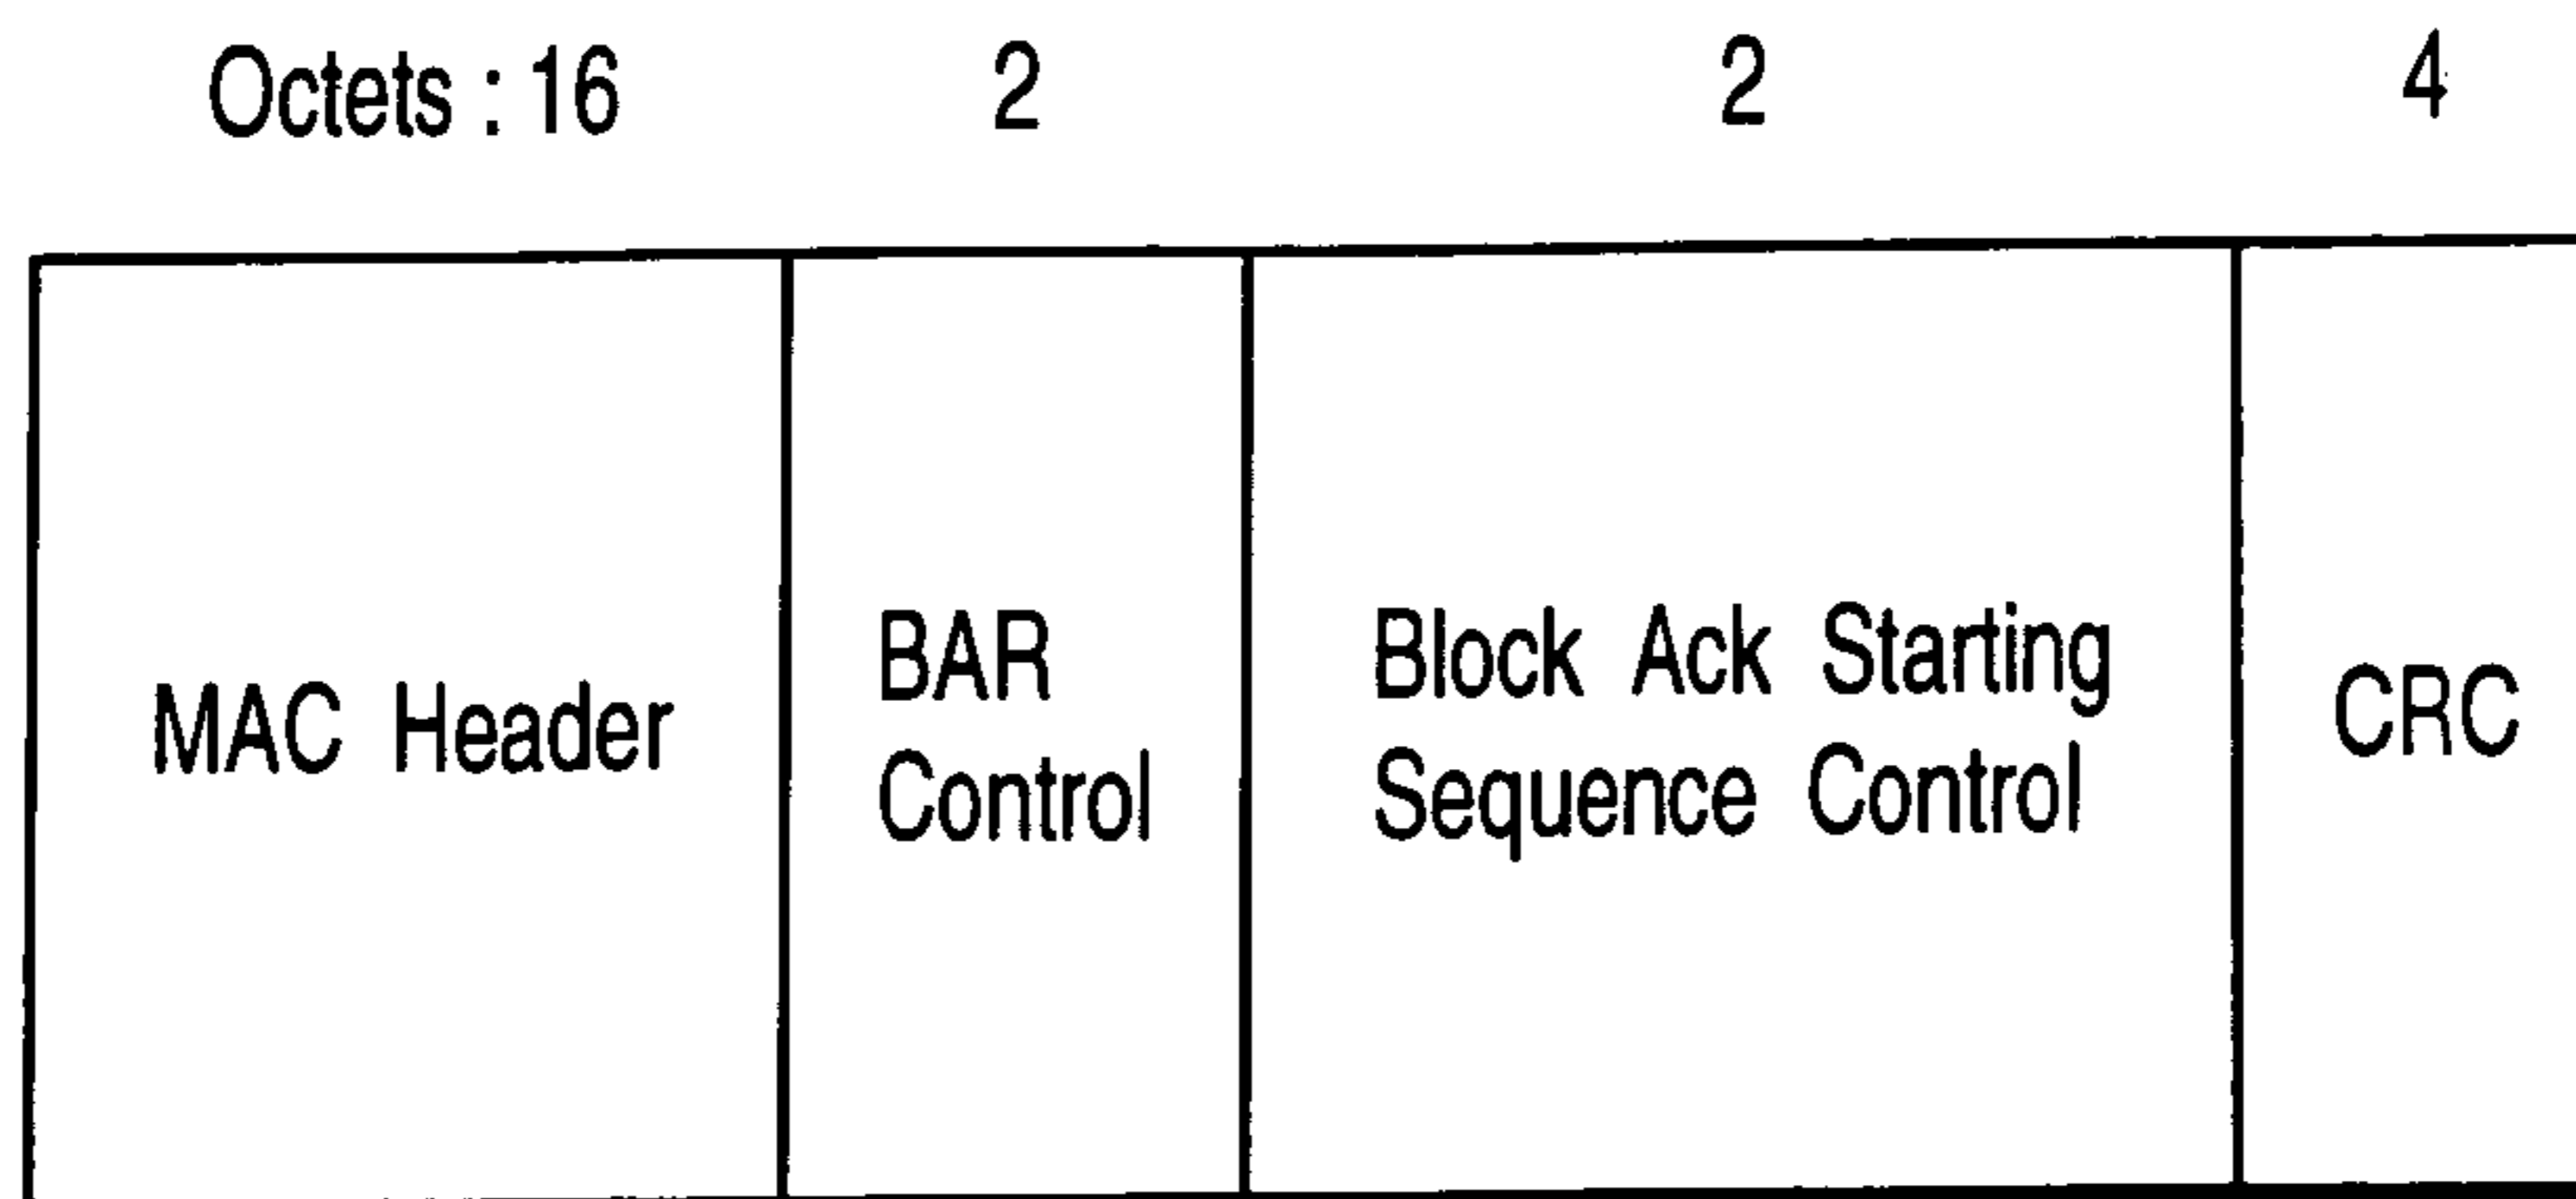 Octets : 16 2 2 4
MAC Header
BAR
Control
Block Ack Starting
Sequence Control
CRC